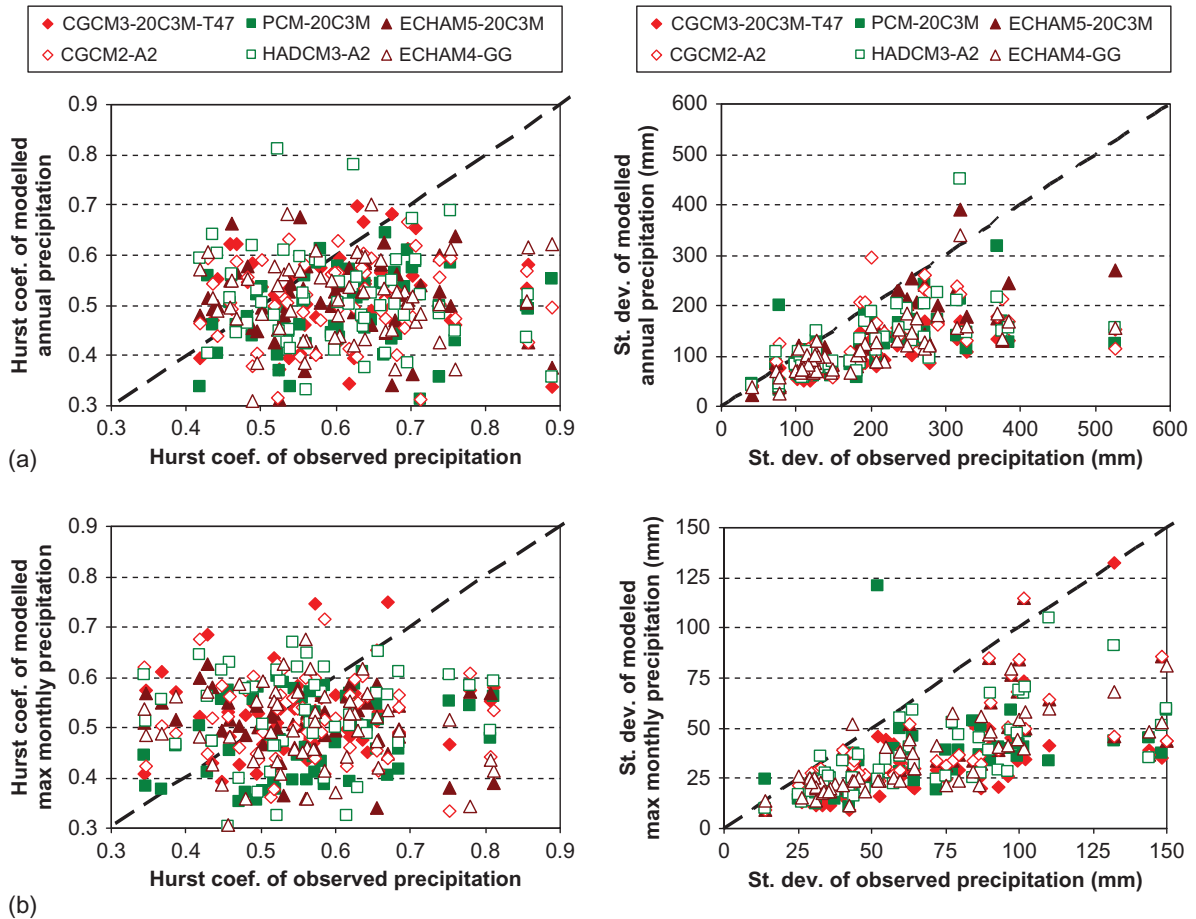 CGCM3-20C3M-T47 PCM-20C3M ECHAM5-20C3M
CGCM2-A2 HADCM3-A2 ECHAM4-GG
Hurst coef. of modelled
annual precipitation
0.9
0.8
0.7
0.6
0.5
0.4
0.3
0.3 0.4 0.5 0.6 0.7 0.8 0.9
Hurst coef. of observed precipitation
CGCM3-20C3M-T47 PCM-20C3M ECHAM5-20C3M
CGCM2-A2 HADCM3-A2 ECHAM4-GG
St. dev. of modelled
annual precipitation (mm)
600
500
400
300
200
100
0
0 100 200 300 400 500 600
St. dev. of observed precipitation (mm)
(a)
Hurst coef. of modelled
max monthly precipitation
0.9
0.8
0.7
0.6
0.5
0.4
0.3
0.3 0.4 0.5 0.6 0.7 0.8 0.9
Hurst coef. of observed precipitation
St. dev. of modeled
max monthly precipitation (mm)
150
125
100
75
50
25
0
0 25 50 75 100 125 150
St. dev. of observed precipitation (mm)
(b)